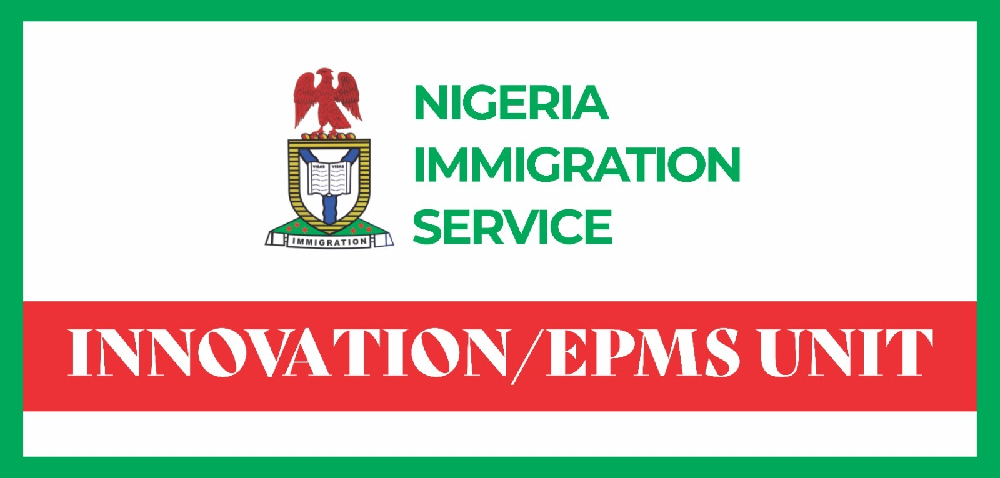 NIGERIA
IMMIGRATION
SERVICE
VISAS VISAS
IMMIGRATION
INNOVATION/EPMS UNIT